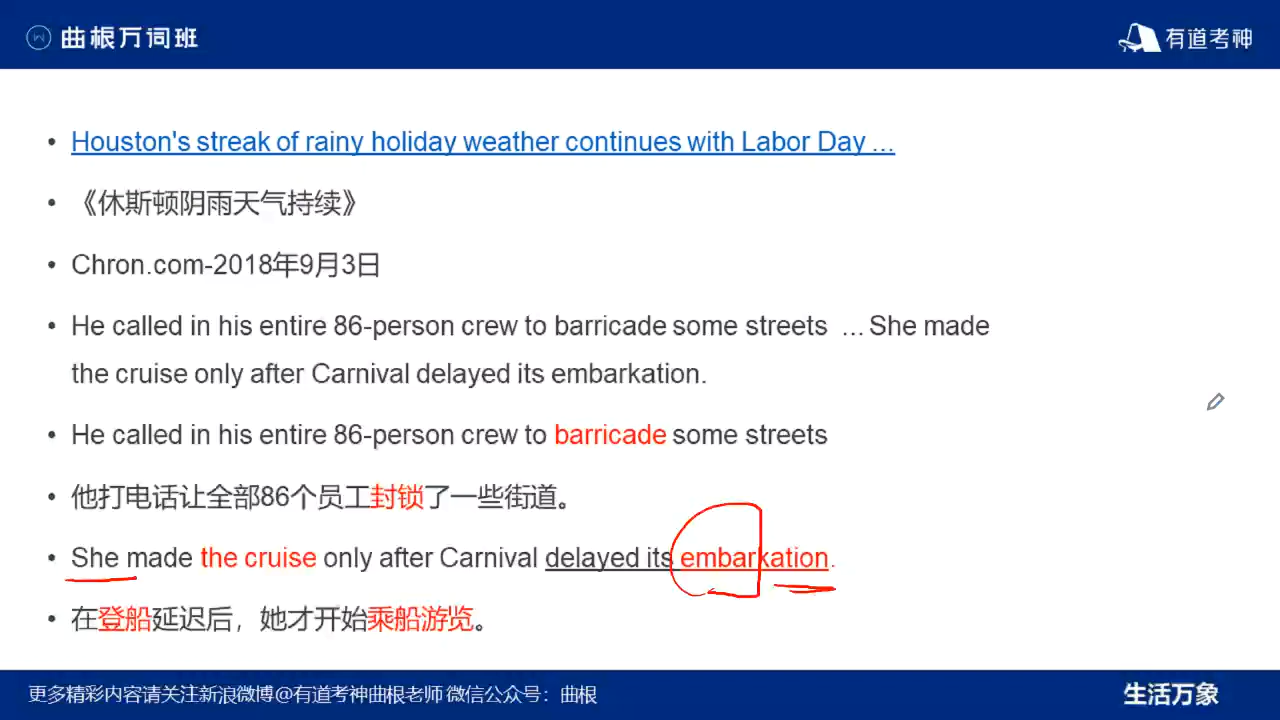 曲根万词班
有道考神
• Houston's streak of rainy holiday weather continues with Labor Day ...
• 《休斯顿阴雨天气持续》
• Chron.com-2018年9月3日
• He called in his entire 86-person crew to barricade some streets ... She made
the cruise only after Carnival delayed its embarkation.
• He called in his entire 86-person crew to barricade some streets
• 他打电话让全部86个员工封锁了一些街道。
• She made the cruise only after Carnival delayed its embarkation.
• 在登船延迟后，她才开始乘船游览。
更多精彩内容请关注新浪微博@有道考神曲根老师 微信公众号：曲根
生活万象